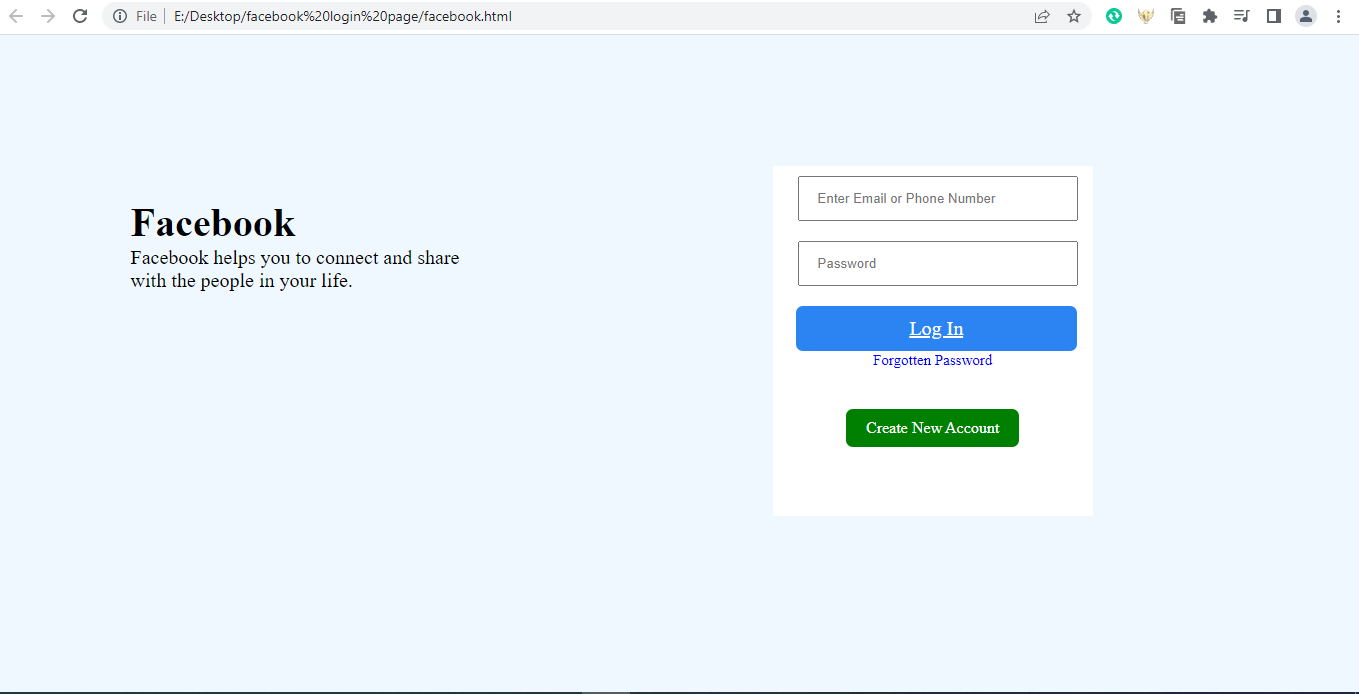 File
E:/Desktop/facebook%20login%20page/facebook.html
Facebook
Facebook helps you to connect and share
with the people in your life.
Enter Email or Phone Number
Password
Log In
Forgotten Password
Create New Account